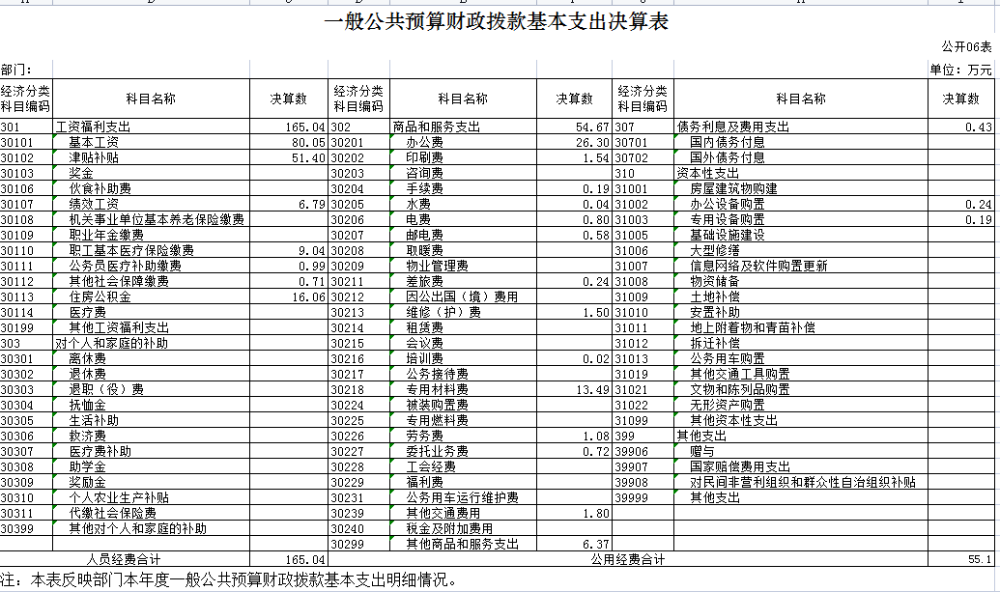 一般公共预算财政拨款基本支出决算表
公开06表
部门： 单位：万元
经济分类科目编码 科目名称 决算数 经济分类科目编码 科目名称 决算数 经济分类科目编码 科目名称 决算数
301 工资福利支出 165.04 302 商品和服务支出 54.67 307 债务利息及费用支出 0.43
30101 基本工资 80.05 30201 办公费 26.30 30701 国内债务付息
30102 津贴补贴 51.40 30202 印刷费 1.54 30702 国外债务付息
30103 奖金 30203 咨询费 310 资本性支出
30106 伙食补助费 30204 手续费 0.19 31001 房屋建筑物购建
30107 绩效工资 6.79 30205 水费 0.04 31002 办公设备购置 0.24
30108 机关事业单位基本养老保险缴费 30206 电费 0.80 31003 专用设备购置 0.19
30109 职业年金缴费 30207 邮电费 0.58 31005 基础设施建设
30110 职工基本医疗保险缴费 9.04 30208 取暖费 31006 大型修缮
30111 公务员医疗补助缴费 0.99 30209 物业管理费 31007 信息网络及软件购置更新
30112 其他社会保障缴费 0.71 30211 差旅费 0.24 31008 物资储备
30113 住房公积金 16.06 30212 因公出国（境）费用 31009 土地补偿
30114 医疗费 30213 维修（护）费 1.50 31010 安置补助
30199 其他工资福利支出 30214 租赁费 31011 地上附着物和青苗补偿
303 对个人和家庭的补助 30215 会议费 31012 拆迁补偿
30301 离休费 30216 培训费 0.02 31013 公务用车购置
30302 退休费 30217 公务接待费 31019 其他交通工具购置
30303 退职（役）费 30218 专用材料费 13.49 31021 文物和陈列品购置
30304 抚恤金 30224 被装购置费 31022 无形资产购置
30305 生活补助 30225 专用燃料费 31099 其他资本性支出
30306 救济费 30226 劳务费 1.08 399 其他支出
30307 医疗费补助 30227 委托业务费 0.72 39906 赠与
30308 助学金 30228 工会经费 39907 国家赔偿费用支出
30309 奖励金 30229 福利费 39908 对民间非营利组织和群众性自治组织补贴
30310 个人农业生产补贴 30231 公务用车运行维护费 39999 其他支出
30311 代缴社会保险费 30239 其他交通费用 1.80
30399 其他对个人和家庭的补助 30240 税金及附加费用
30299 其他商品和服务支出 6.37
人员经费合计 165.04 公用经费合计 55.1
注：本表反映部门本年度一般公共预算财政拨款基本支出明细情况。